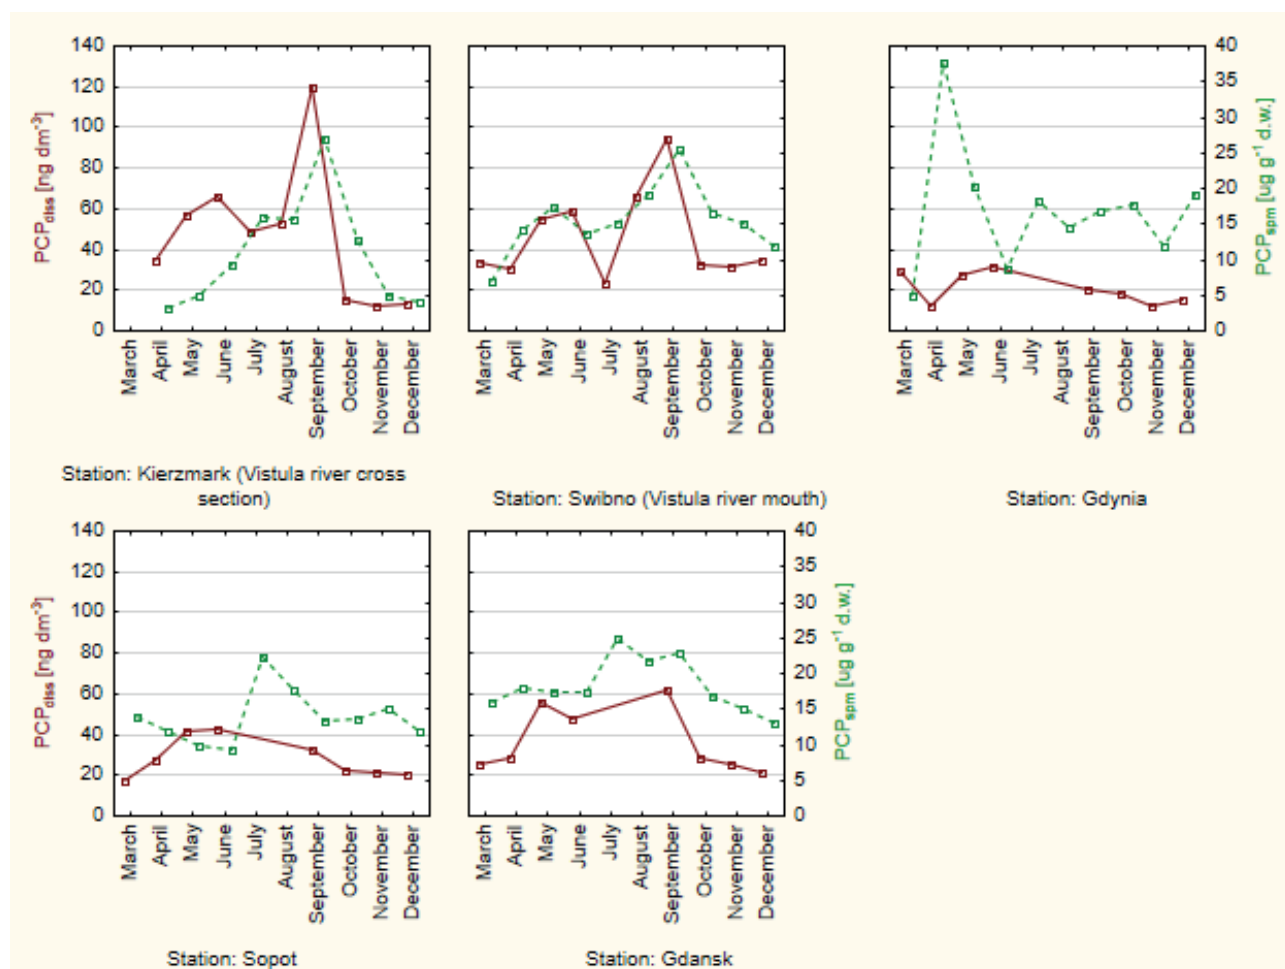 140
120
100
80
60
40
20
0
PCPdiss [ng dm-3]
March
April
May
June
July
August
September
October
November
December
Station: Kierzmark (Vistula river cross
section)
March
April
May
June
July
August
September
October
November
December
Station: Swibno (Vistula river mouth)
40
35
30
25
20
15
10
5
0
PCPspm [ug g-1 d.w.]
March
April
May
June
July
August
September
October
November
December
Station: Gdynia
140
120
100
80
60
40
20
0
PCPdiss [ng dm-3]
March
April
May
June
July
August
September
October
November
December
Station: Sopot
40
35
30
25
20
15
10
5
0
PCPspm [ug g-1 d.w.]
March
April
May
June
July
August
September
October
November
December
Station: Gdansk